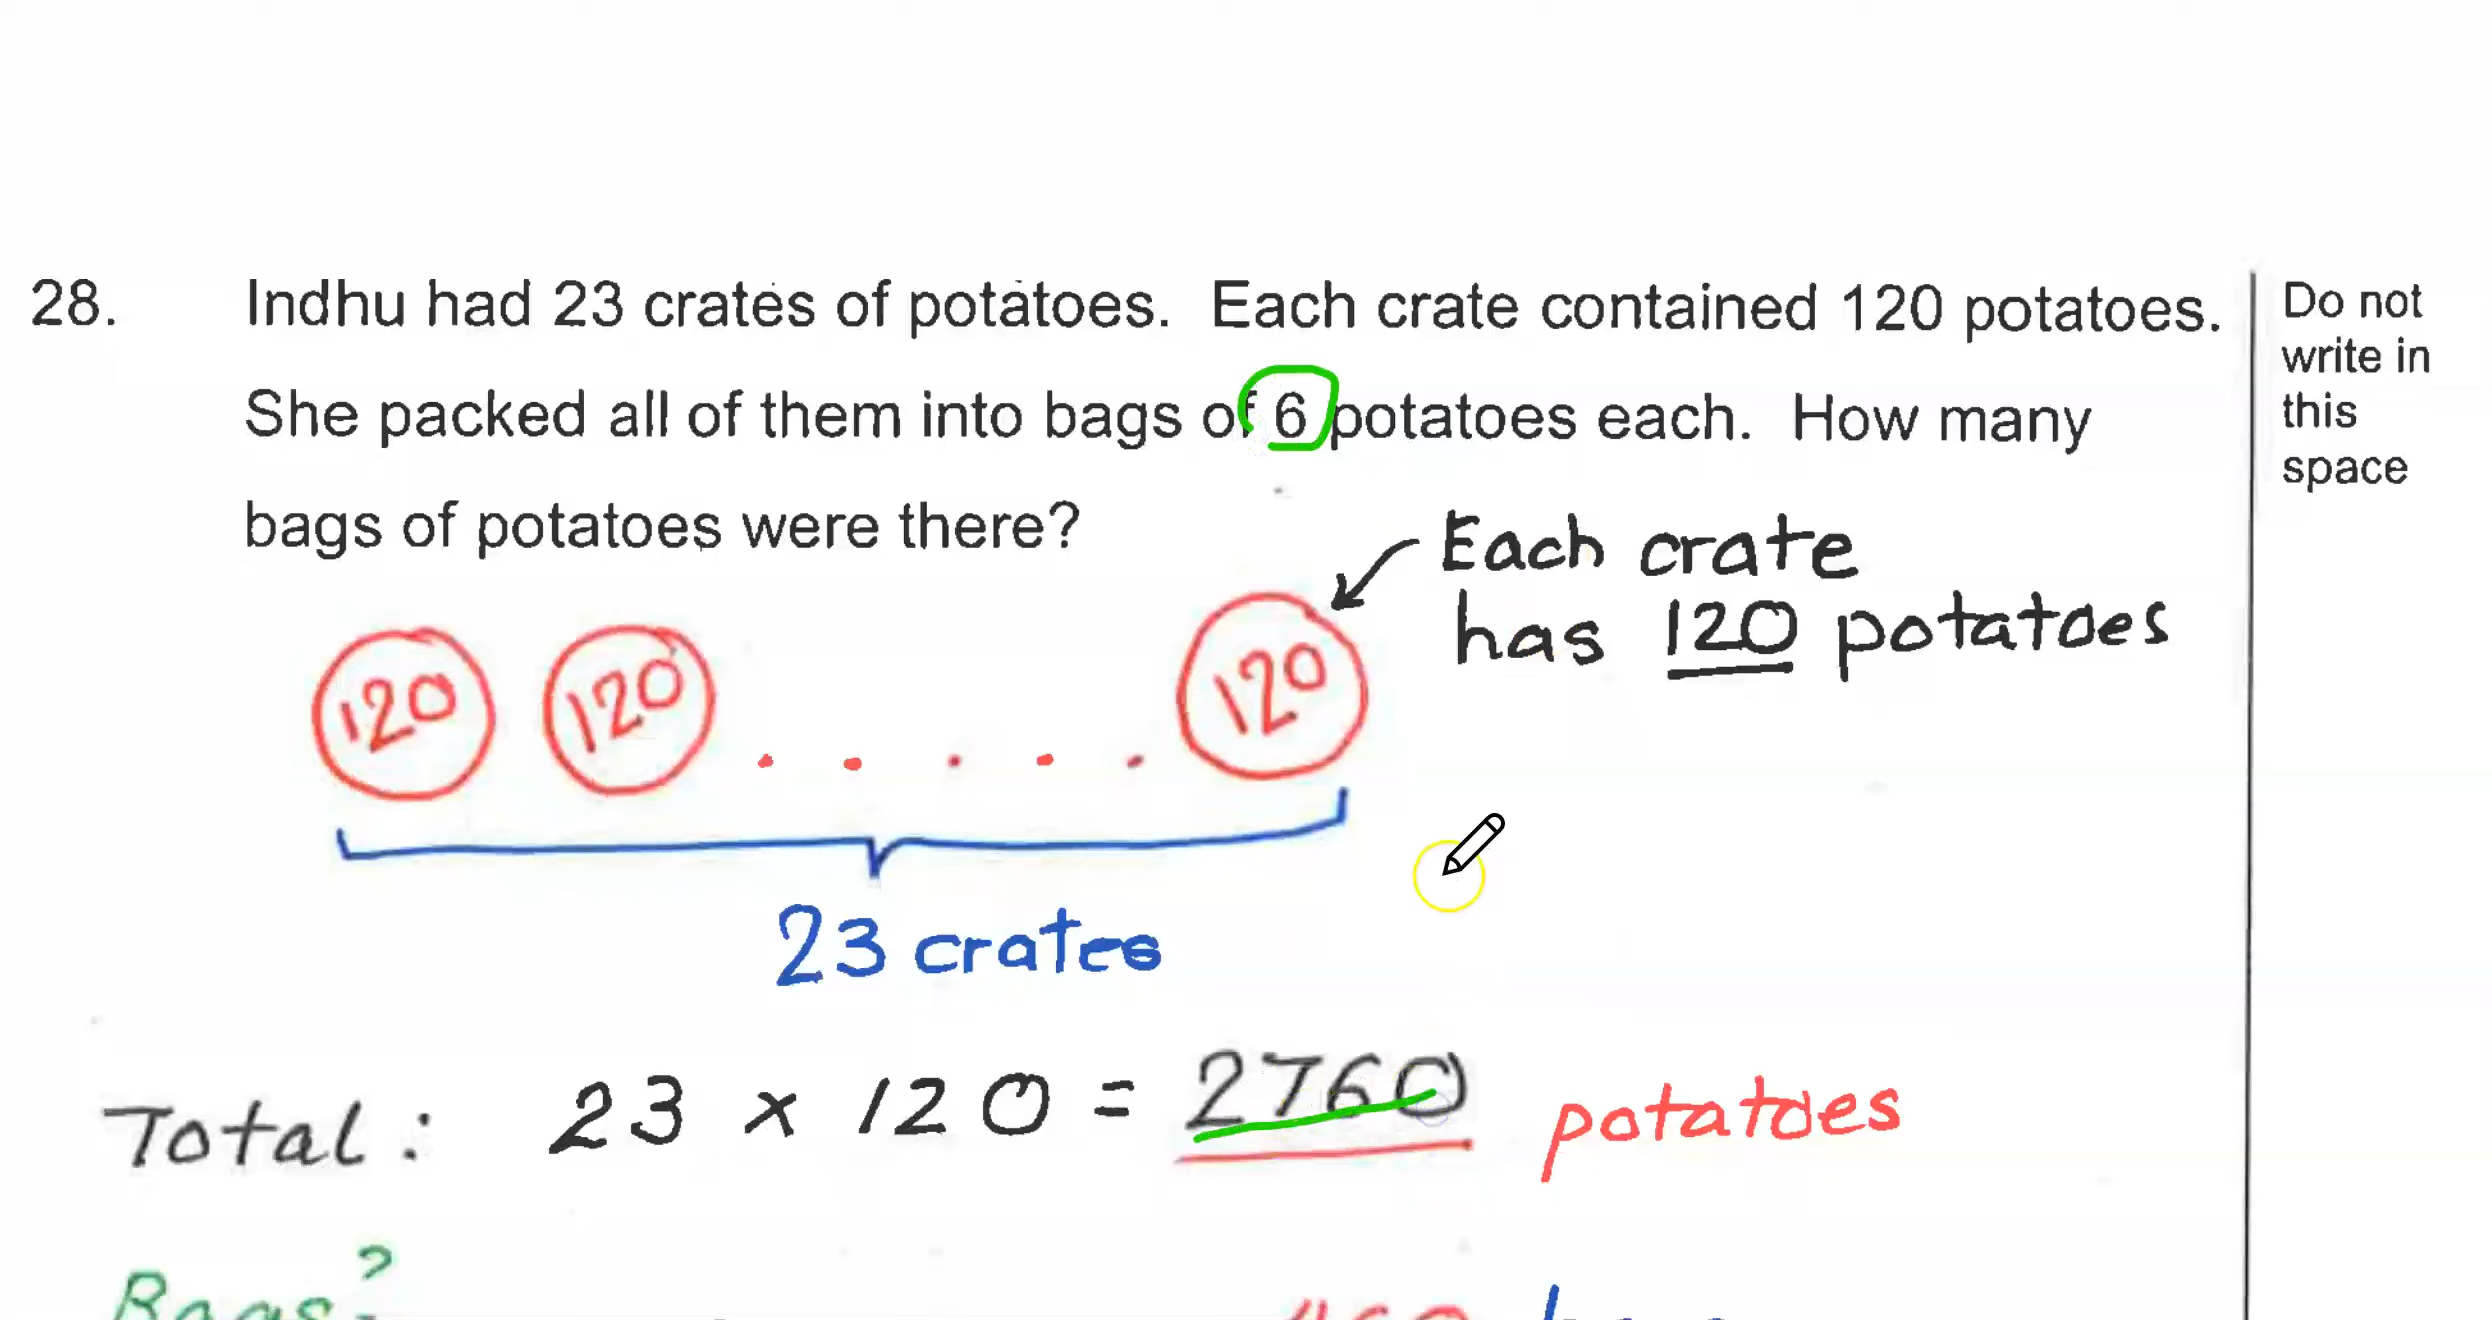 28. Indhu had 23 crates of potatoes. Each crate contained 120 potatoes.
She packed all of them into bags of 6 potatoes each. How many
bags of potatoes were there?
Do not
write in
this
space
Each crate
has 120 potatoes
120 120 . . . . . 120
23 crates
Total: 23 x 120 = 2760 potatoes
Bags?